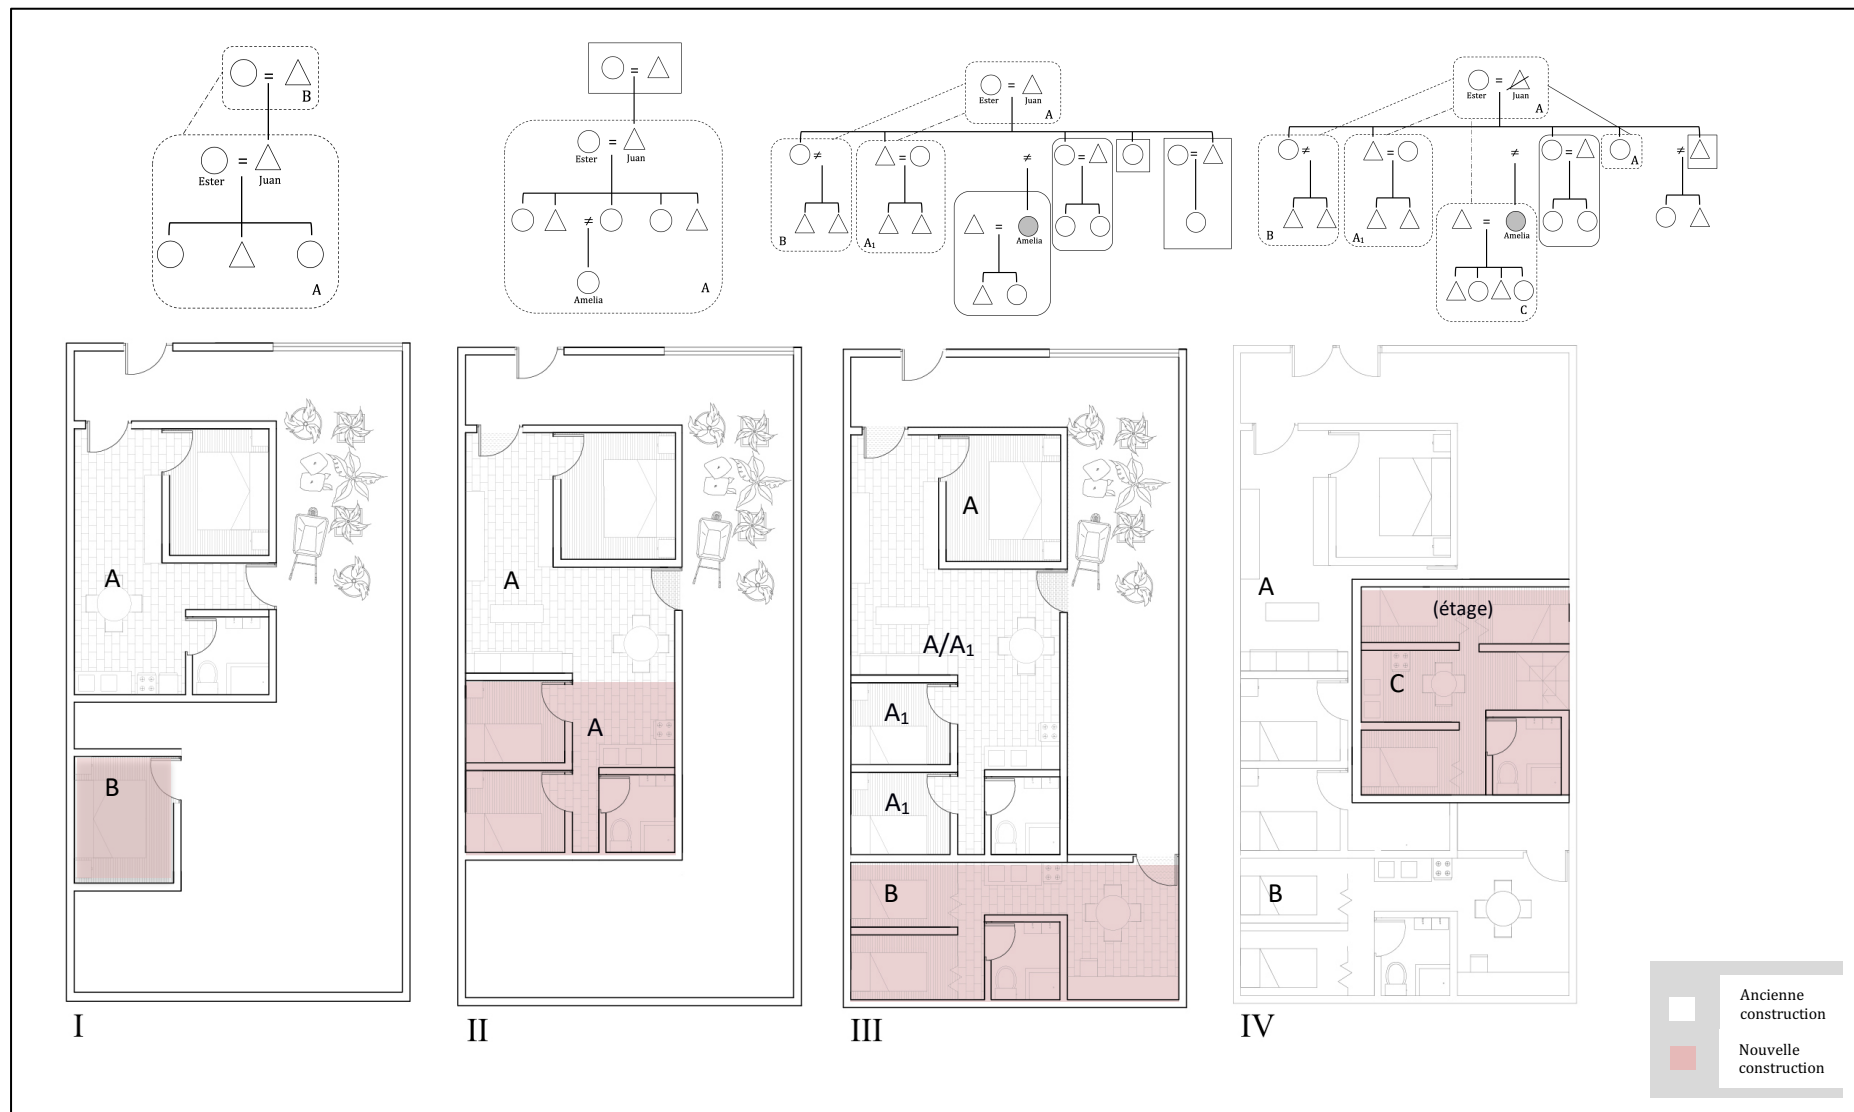 B
Ester
Juan
A
Ester
Juan
Amelia
A
Ester
Juan
A
B
A₁
Amelia
Ester
Juan
A
B
A₁
A
Amelia
C
A
B
I
A
A
II
A
A/A₁
A₁
A₁
B
III
A
(étage)
C
B
IV
Ancienne
construction
Nouvelle
construction